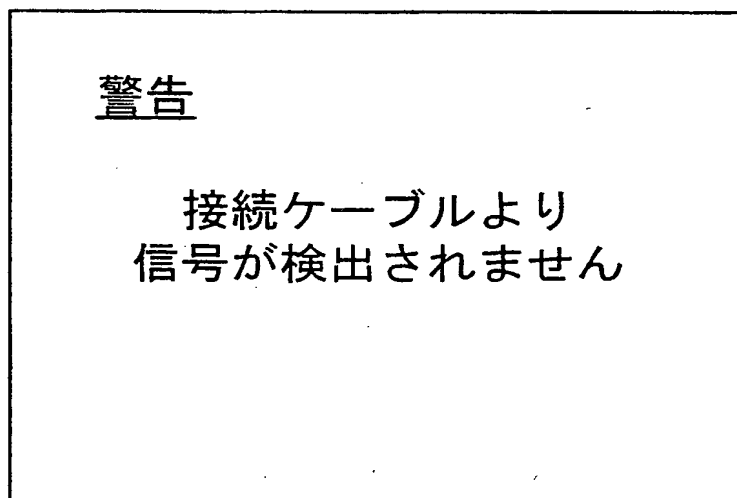 警告
接続ケーブルより
信号が検出されません